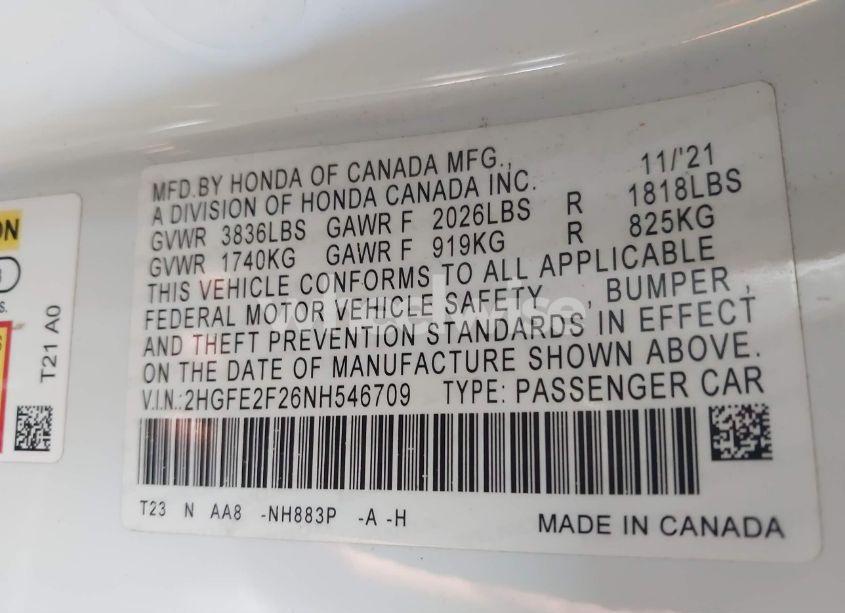 MFD.BY HONDA OF CANADA MFG., 11/'21
A DIVISION OF HONDA CANADA INC.
GVWR 3836LBS GAWR F 2026LBS R 1818LBS
GVWR 1740KG GAWR F 919KG R 825KG
THIS VEHICLE CONFORMS TO ALL APPLICABLE
FEDERAL MOTOR VEHICLE SAFETY , BUMPER ,
AND THEFT PREVENTION STANDARDS IN EFFECT
ON THE DATE OF MANUFACTURE SHOWN ABOVE.
V.I.N.:2HGFE2F26NH546709 TYPE: PASSENGER CAR
T23 N AA8 -NH883P -A -H
MADE IN CANADA
T21 A0